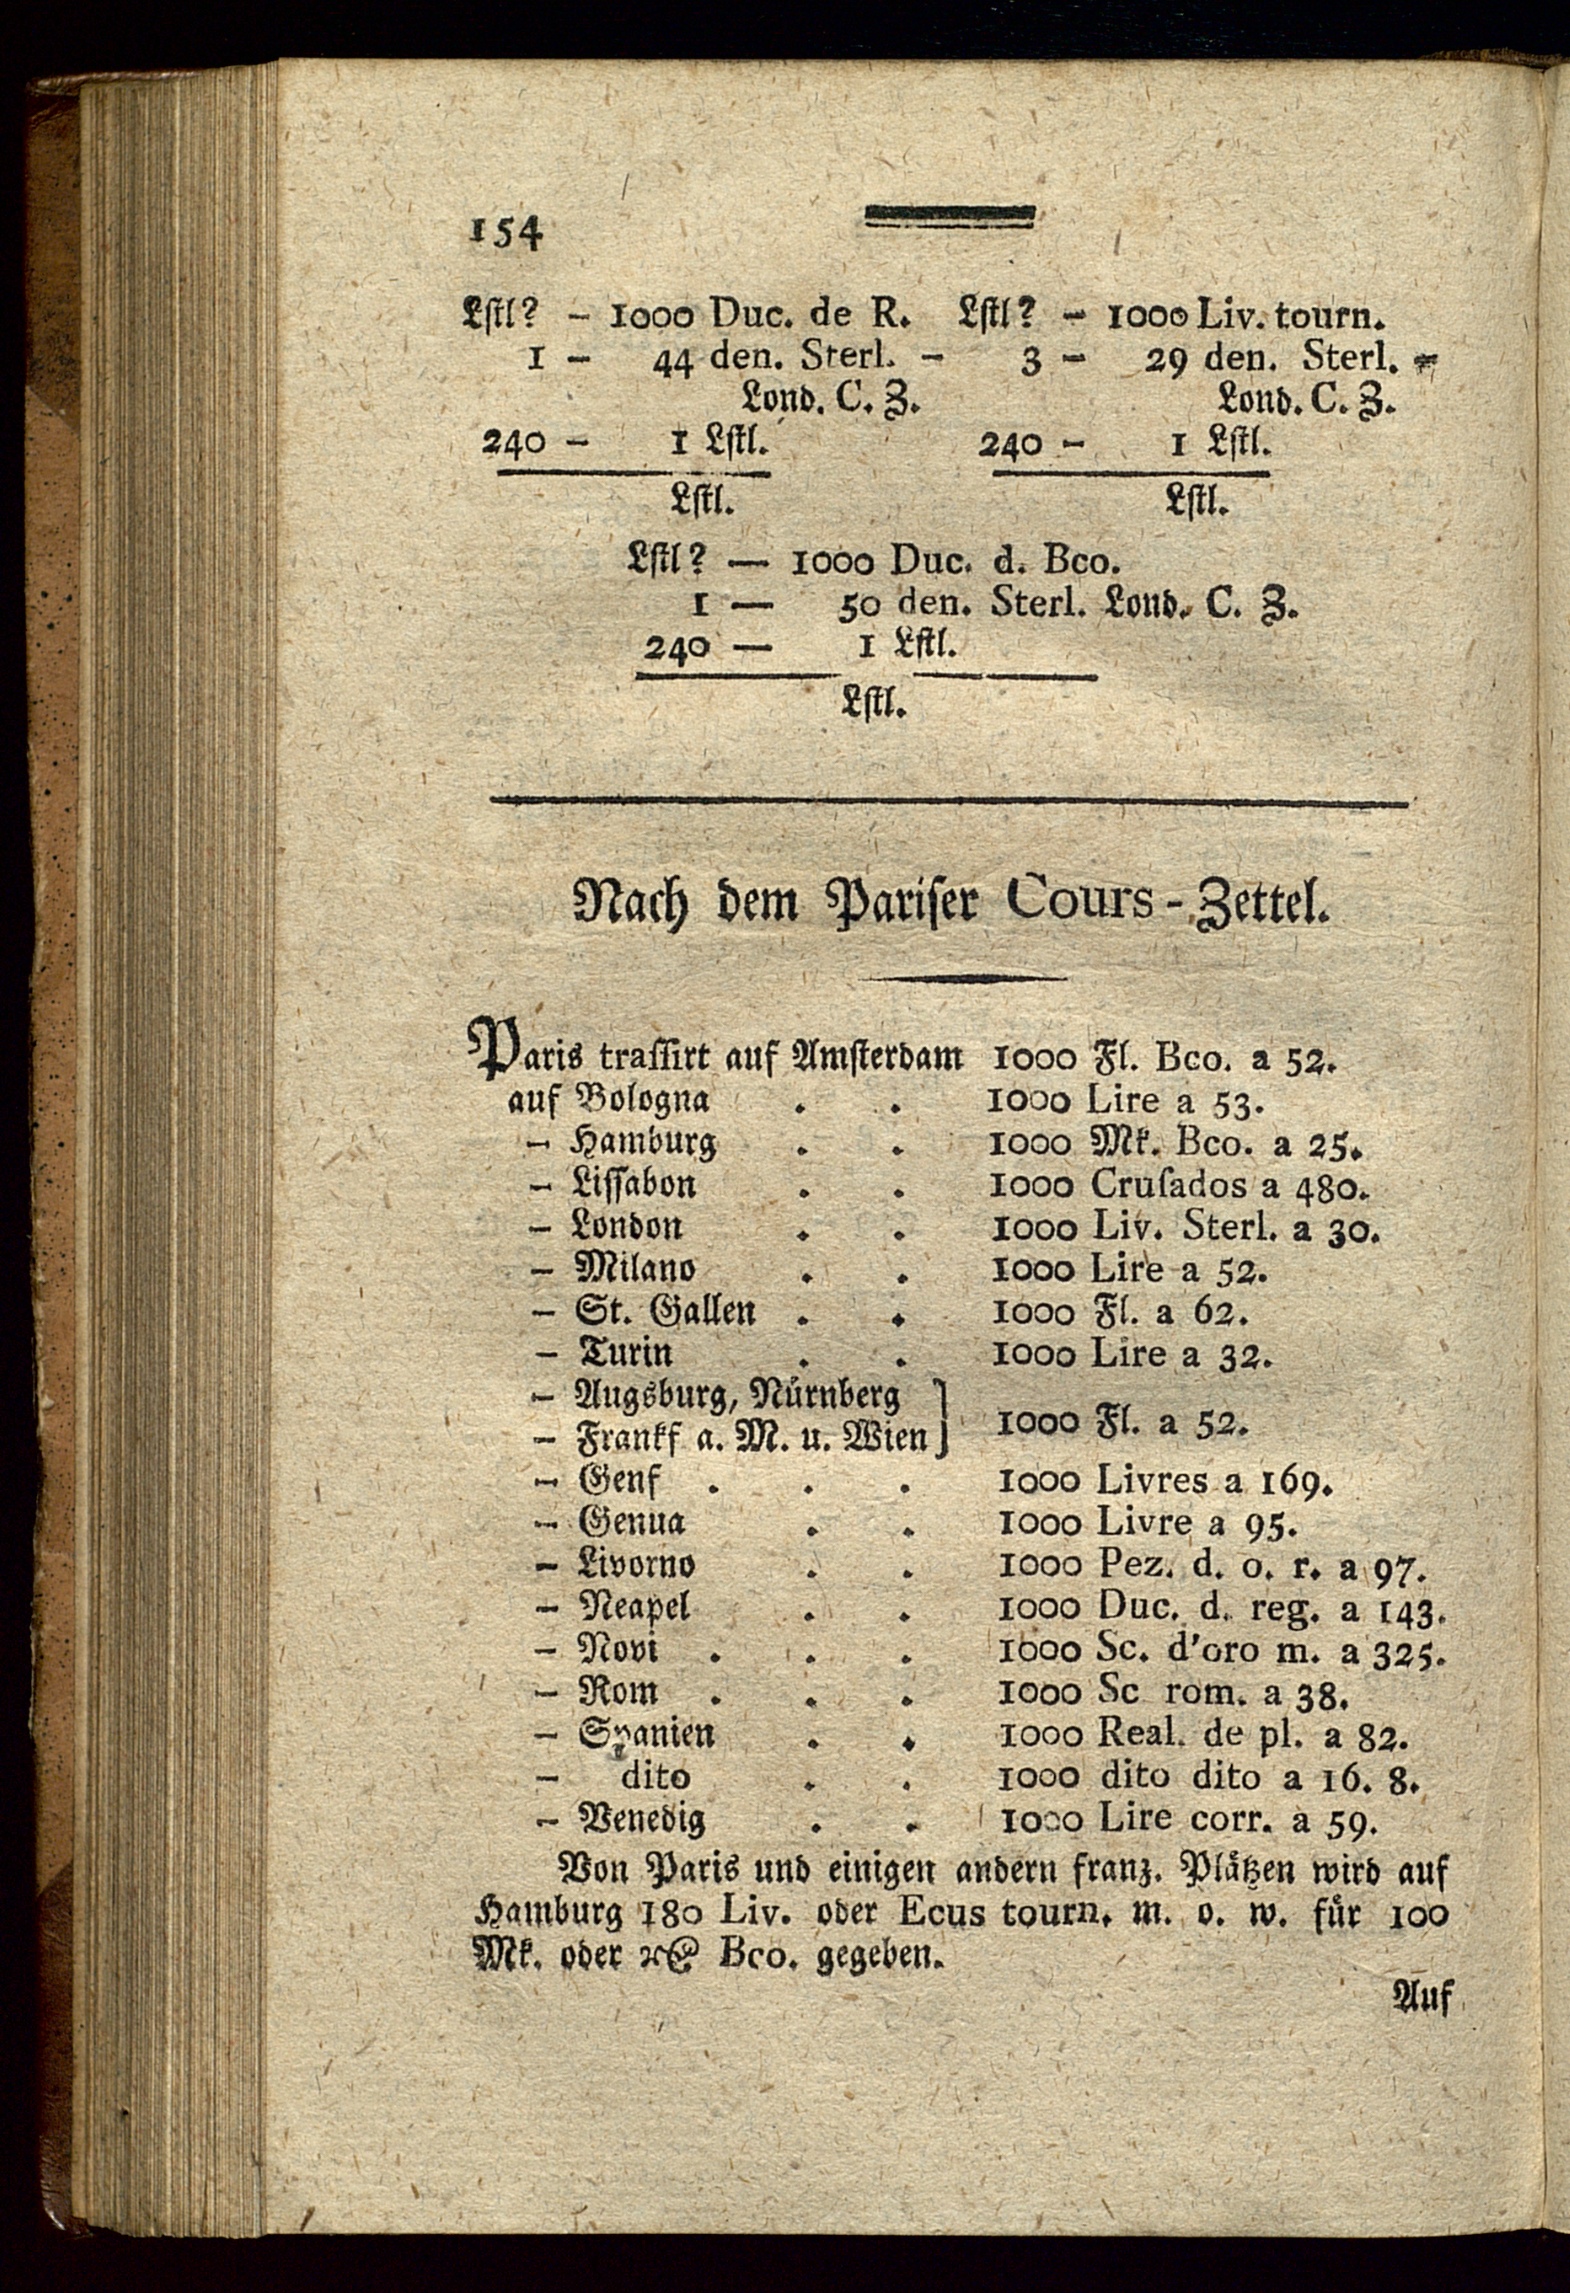 154
Lſtl? – 1000 Duc. de R. Lſtl? – 1000 Liv. tourn.
1 – 44 den. Sterl. – 3 – 29 den. Sterl. –
Lond. C. Z. Lond. C. Z.
240 – 1 Lſtl. 240 – 1 Lſtl.
Lſtl. Lſtl.
Lſtl? — 1000 Duc. d. Bco.
1 — 50 den. Sterl. Lond. C. Z.
240 — 1 Lſtl.
Lſtl.
Nach dem Pariſer Cours-Zettel.
Paris traſſirt auf Amſterdam 1000 Fl. Bco. a 52.
auf Bologna . . 1000 Lire a 53.
– Hamburg . . 1000 Mk. Bco. a 25.
– Liſſabon . . 1000 Cruſados a 480.
– London . . 1000 Liv. Sterl. a 30.
– Milano . . 1000 Lire a 52.
– St. Gallen . . 1000 Fl. a 62.
– Turin . . 1000 Lire a 32.
– Augsburg, Nürnberg
– Frankf a. M. u. Wien] 1000 Fl. a 52.
– Genf . . . 1000 Livres a 169.
– Genua . . 1000 Livre a 95.
– Livorno . . 1000 Pez. d. o. r. a 97.
– Neapel . . 1000 Duc. d. reg. a 143.
– Novi . . . 1000 Sc. d'oro m. a 325.
– Rom . . . 1000 Sc rom. a 38.
– Spanien . . 1000 Real. de pl. a 82.
– dito . . 1000 dito dito a 16. 8.
– Venedig . . 1000 Lire corr. a 59.
Von Paris und einigen andern franz. Plätzen wird auf
Hamburg 180 Liv. oder Ecus tourn. m. o. w. für 100
Mk. oder Bco. gegeben.
Auf